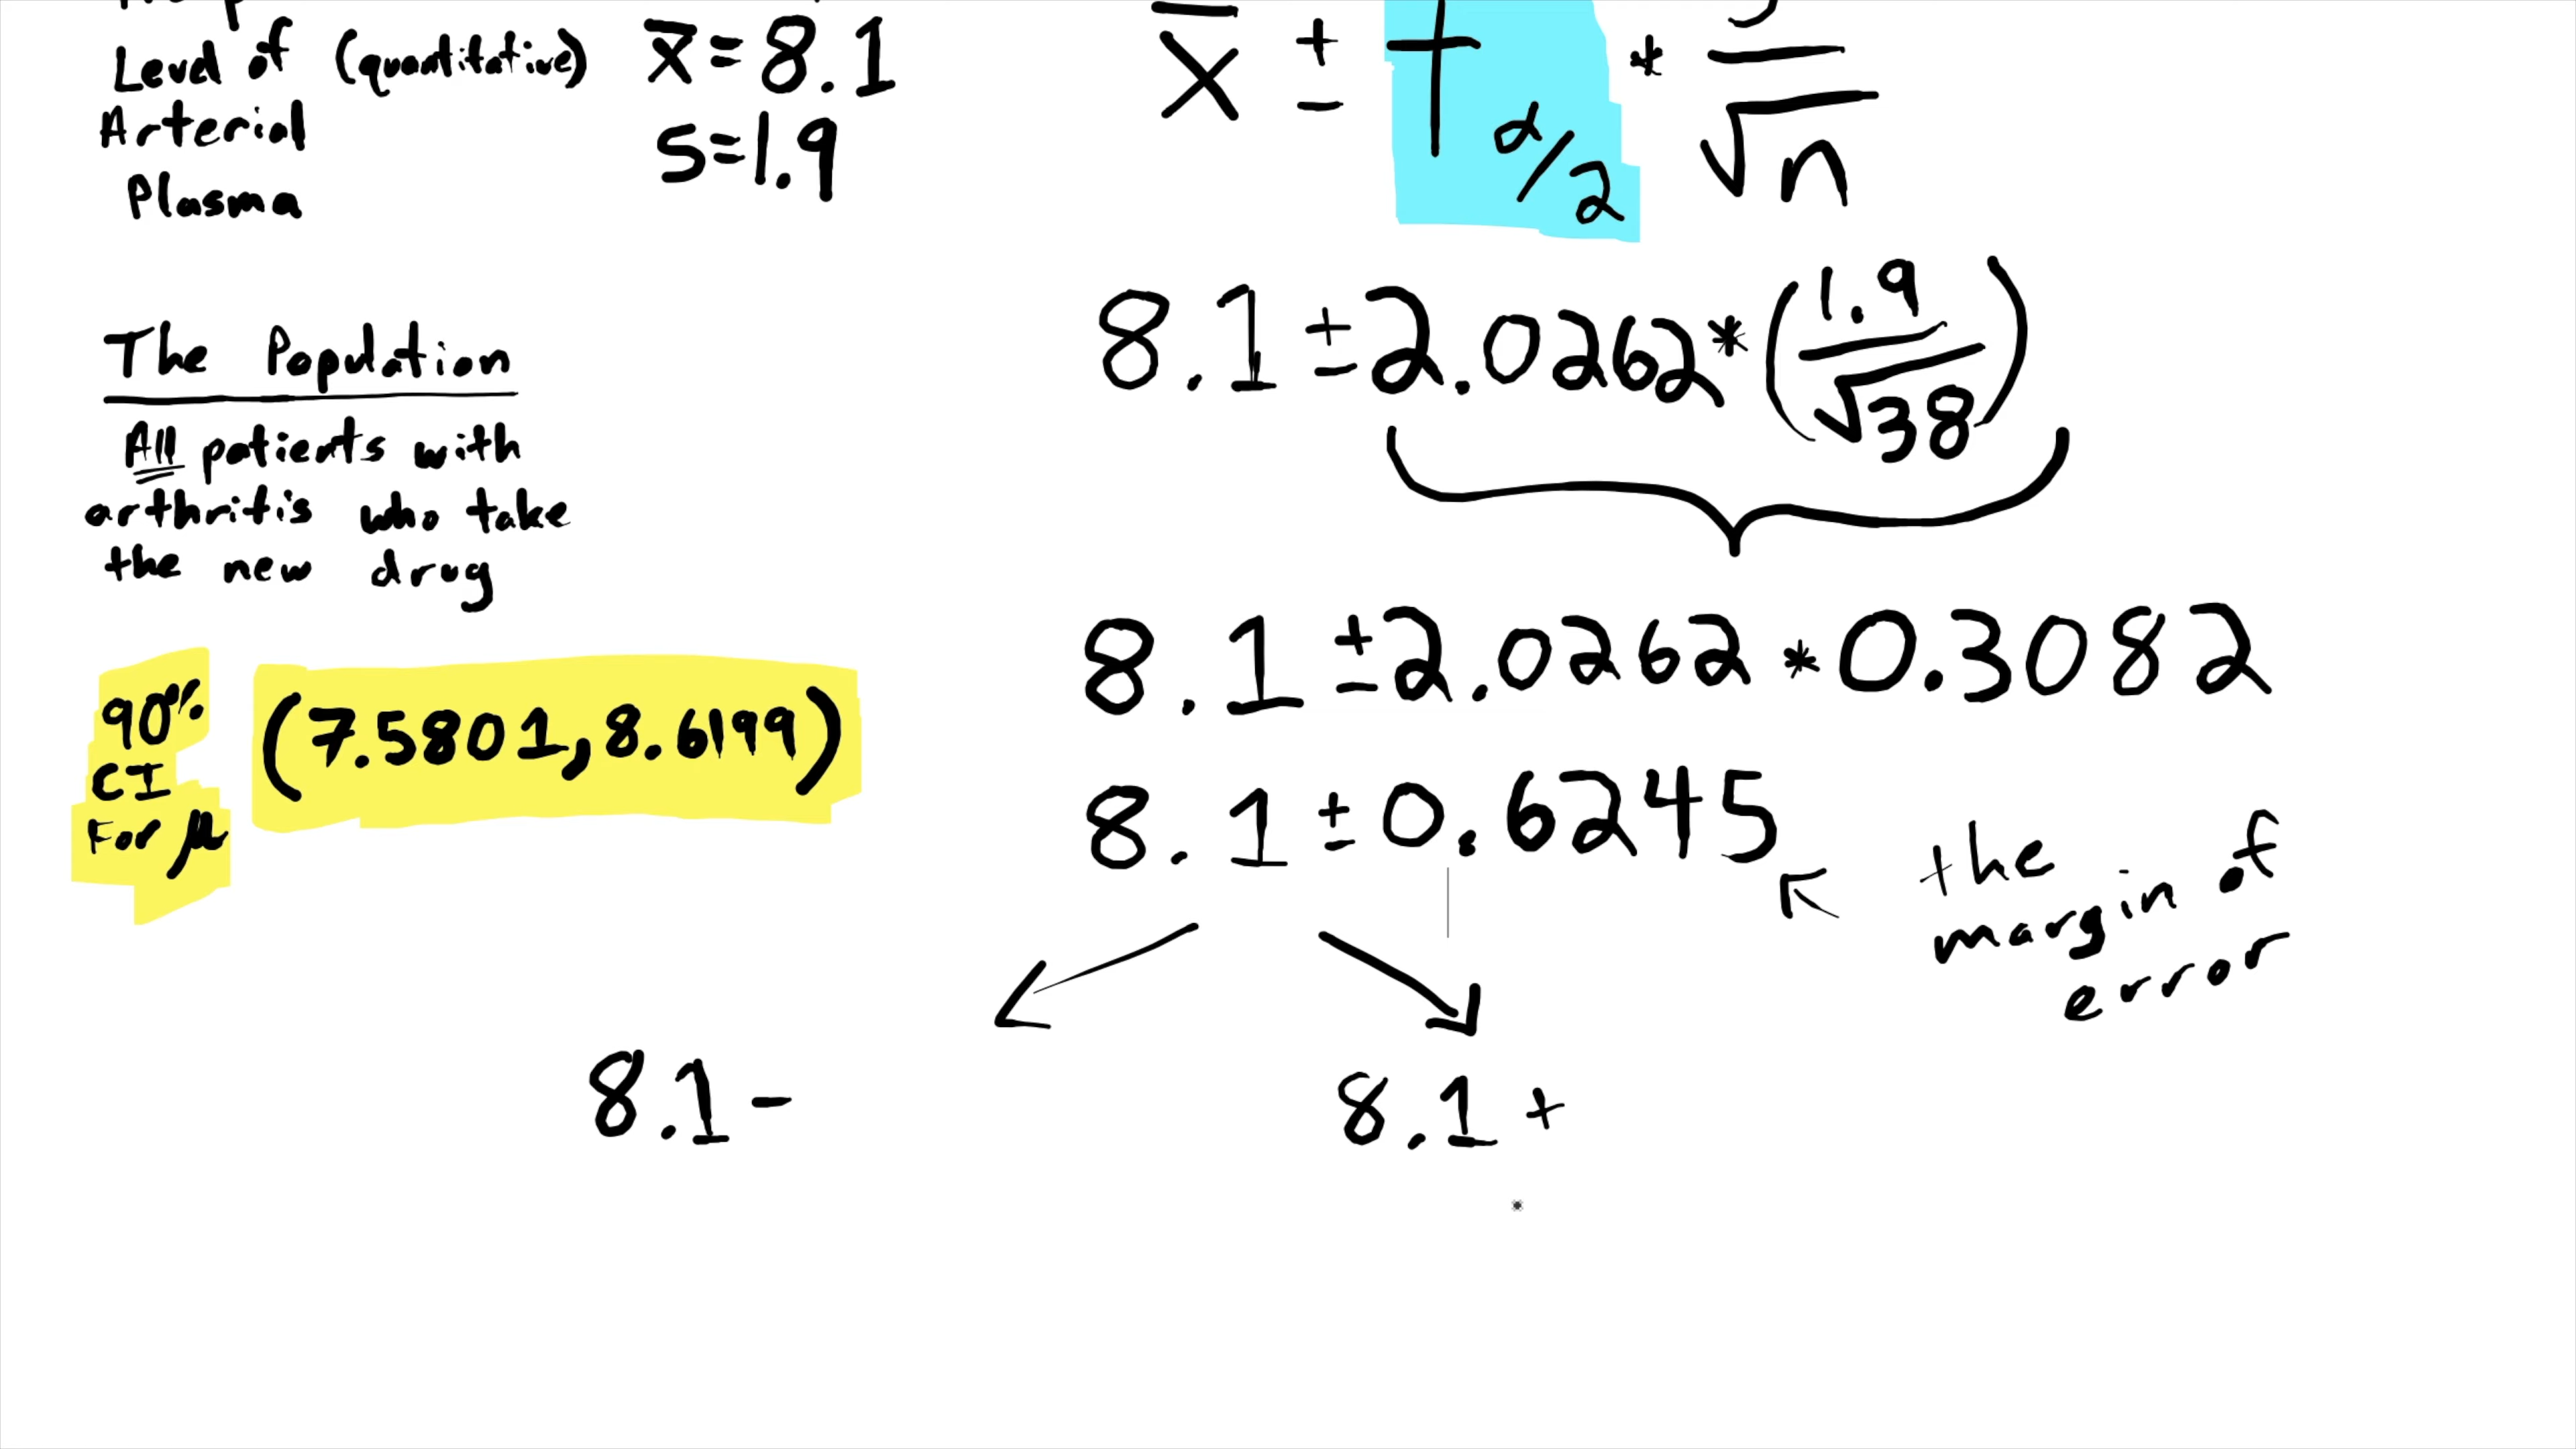 Level of (quantitative) x̄ = 8.1
Arterial s=1.9
Plasma
x̄ ± t α/2 * s/√n
The Population
All patients with
arthritis who take
the new drug
90% CI For μ (7.5801, 8.6199)
8.1 ± 2.0262 * (1.9/√38)
8.1 ± 2.0262 * 0.3082
8.1 ± 0.6245
the
margin of
error
8.1 -
8.1 +